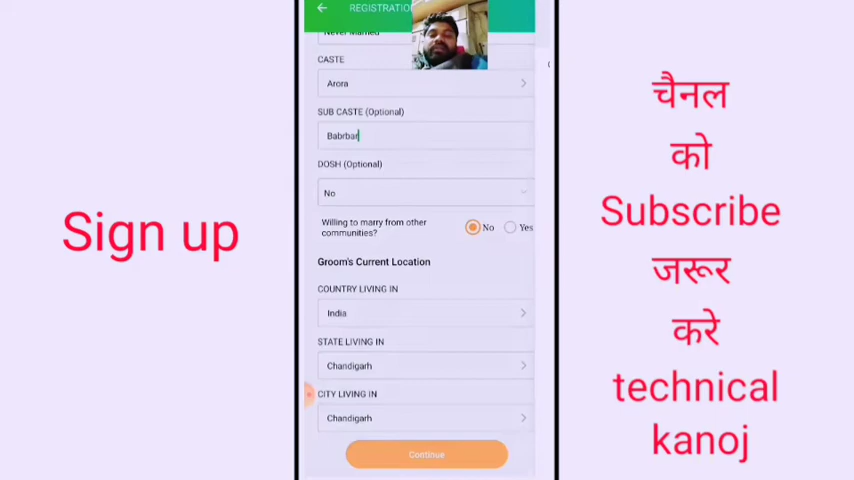 REGISTRATIO
Never Married
CASTE
Arora
SUB CASTE (Optional)
Babrbar
DOSH (Optional)
No
Willing to marry from other
communities?
No
Yes
Groom's Current Location
COUNTRY LIVING IN
India
STATE LIVING IN
Chandigarh
CITY LIVING IN
Chandigarh
Continue
Sign up
चैनल
को
Subscribe
जरूर
करे
technical
kanoj